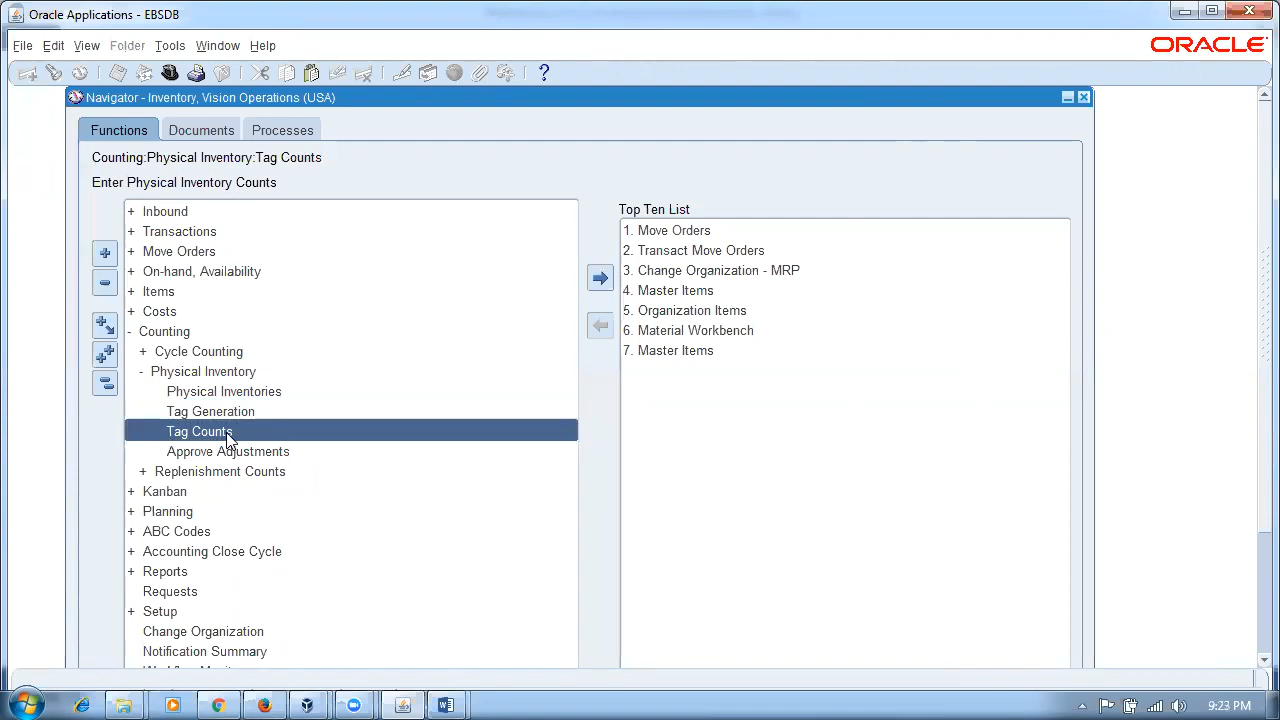 Oracle Applications - EBSDB
File Edit View Folder Tools Window Help
ORACLE
?
Navigator - Inventory, Vision Operations (USA)
Functions Documents Processes
Counting:Physical Inventory:Tag Counts
Enter Physical Inventory Counts
+ Inbound
+ Transactions
+ Move Orders
+ On-hand, Availability
+ Items
+ Costs
- Counting
+ Cycle Counting
- Physical Inventory
Physical Inventories
Tag Generation
Tag Counts
Approve Adjustments
+ Replenishment Counts
+ Kanban
+ Planning
+ ABC Codes
+ Accounting Close Cycle
+ Reports
Requests
+ Setup
Change Organization
Notification Summary
Top Ten List
1. Move Orders
2. Transact Move Orders
3. Change Organization - MRP
4. Master Items
5. Organization Items
6. Material Workbench
7. Master Items
9:23 PM